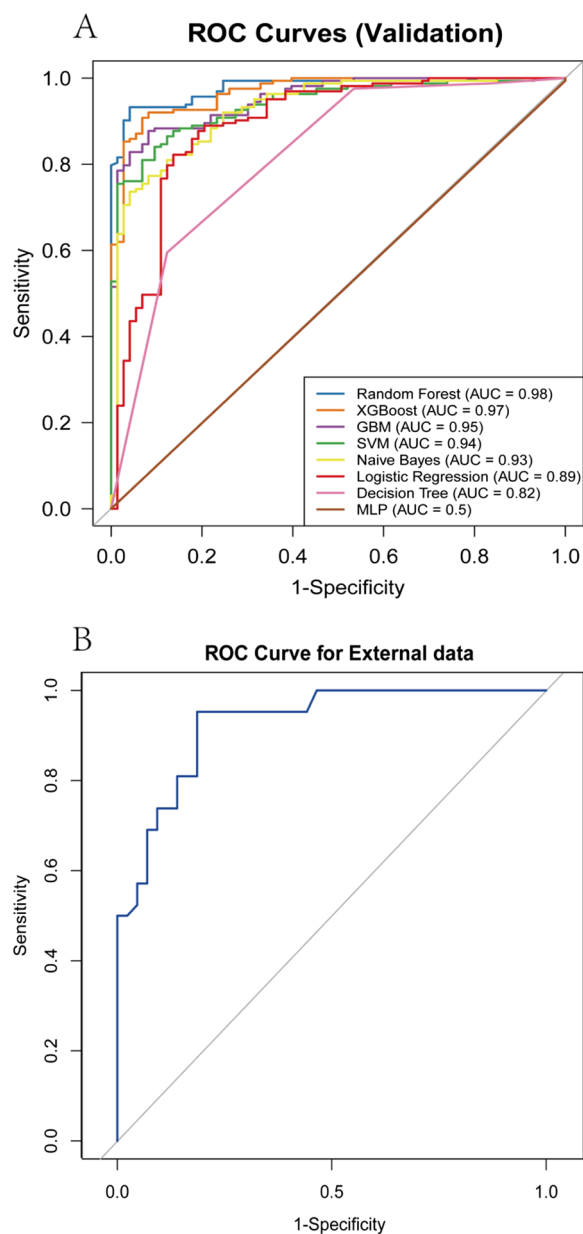 A
ROC Curves (Validation)
1.0
0.8
0.6
0.4
0.2
0.0
Sensitivity
Random Forest (AUC = 0.98)
XGBoost (AUC = 0.97)
GBM (AUC = 0.95)
SVM (AUC = 0.94)
Naive Bayes (AUC = 0.93)
Logistic Regression (AUC = 0.89)
Decision Tree (AUC = 0.82)
MLP (AUC = 0.5)
0.0 0.2 0.4 0.6 0.8 1.0
1-Specificity
B
ROC Curve for External data
1.0
0.8
0.6
0.4
0.2
0.0
Sensitivity
0.0 0.5 1.0
1-Specificity